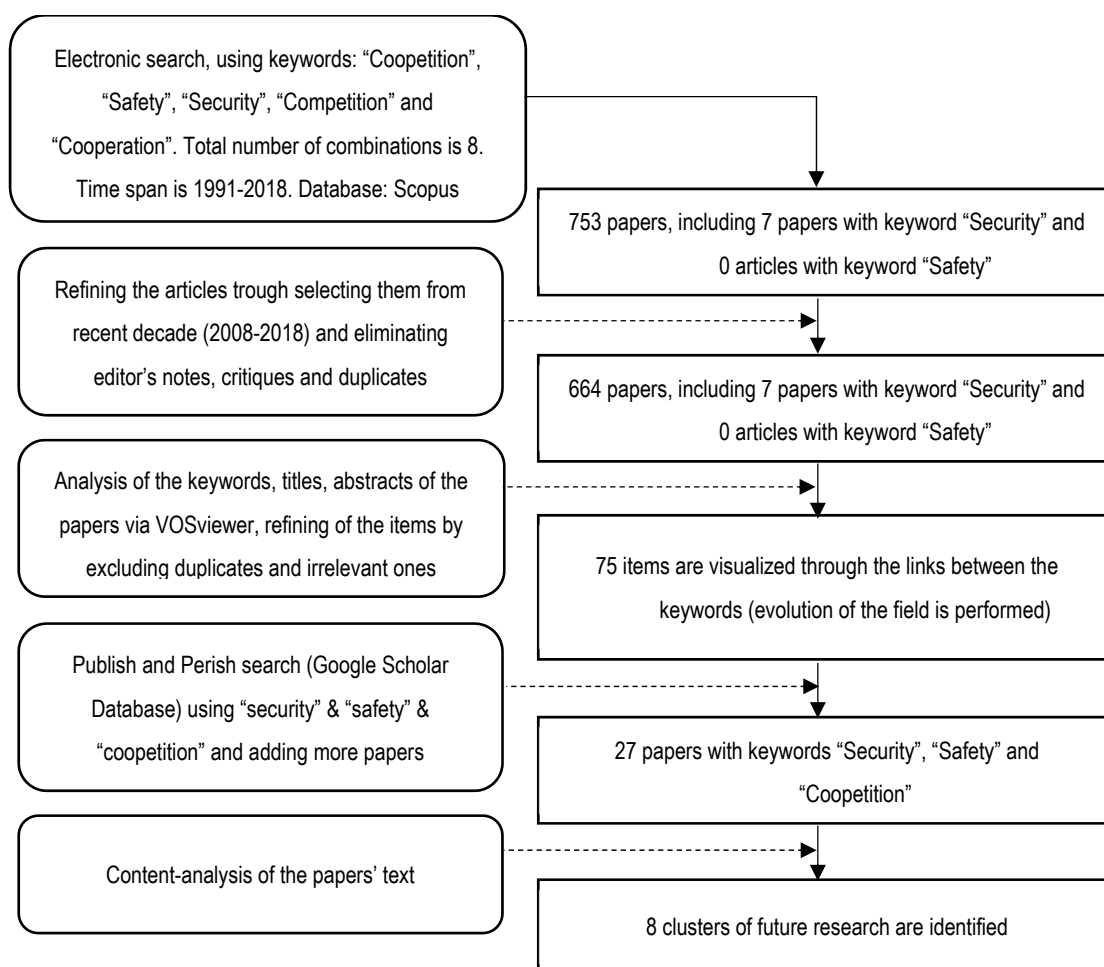 Electronic search, using keywords: “Coopetition”,
“Safety”, “Security”, “Competition” and
“Cooperation”. Total number of combinations is 8.
Time span is 1991-2018. Database: Scopus
753 papers, including 7 papers with keyword “Security” and
0 articles with keyword “Safety”
Refining the articles trough selecting them from
recent decade (2008-2018) and eliminating
editor’s notes, critiques and duplicates
664 papers, including 7 papers with keyword “Security” and
0 articles with keyword “Safety”
Analysis of the keywords, titles, abstracts of the
papers via VOSviewer, refining of the items by
excluding duplicates and irrelevant ones
75 items are visualized through the links between the
keywords (evolution of the field is performed)
Publish and Perish search (Google Scholar
Database) using “security” & “safety” &
“coopetition” and adding more papers
27 papers with keywords “Security”, “Safety” and
“Coopetition”
Content-analysis of the papers’ text
8 clusters of future research are identified